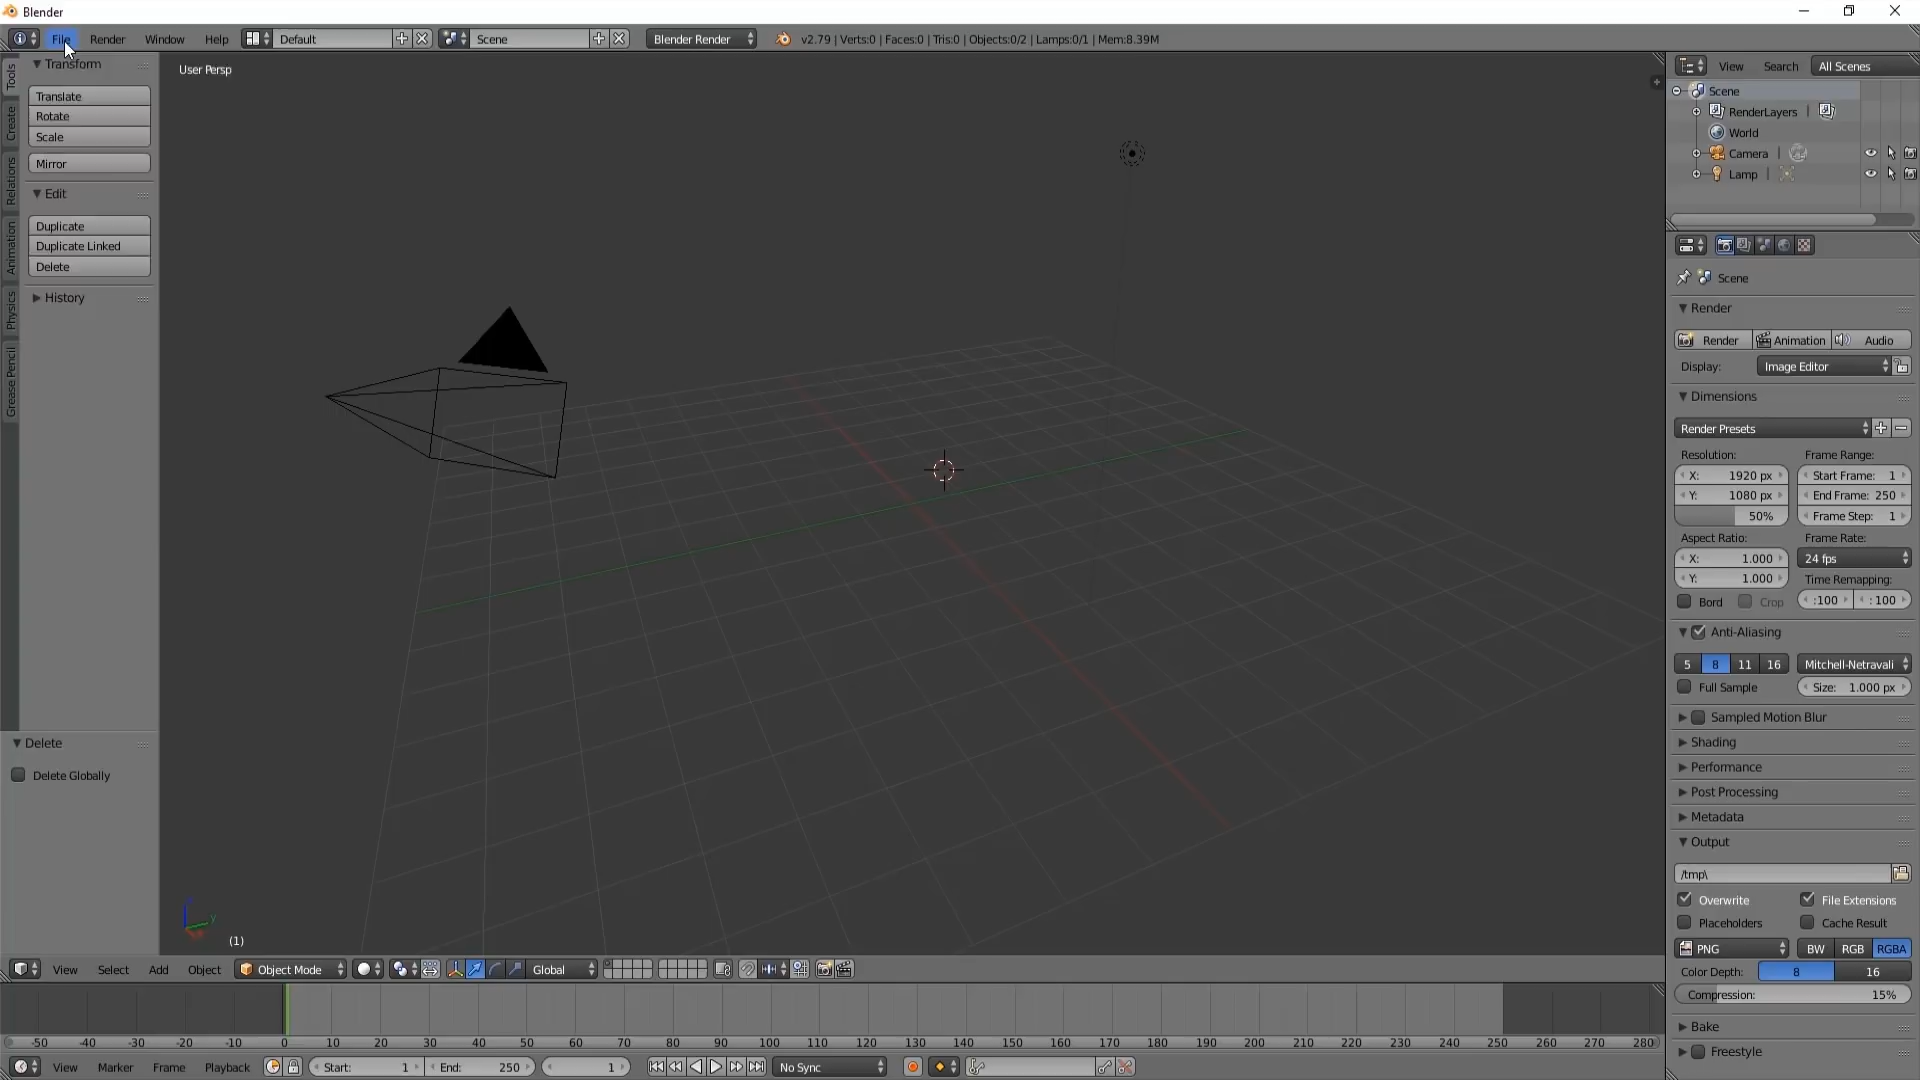 Blender
File Render Window Help Default Scene Blender Render v2.79 | Verts:0 | Faces:0 | Tris:0 | Objects:0/2 | Lamps:0/1 | Mem:8.39M
Tools
Create
Relations
Animation
Physics
Grease Pencil
Transform
Translate
Rotate
Scale
Mirror
Edit
Duplicate
Duplicate Linked
Delete
History
Delete
Delete Globally
User Persp
y
(1)
View Search All Scenes
Scene
RenderLayers |
World
Camera |
Lamp |
Scene
Render
Render Animation Audio
Display: Image Editor
Dimensions
Render Presets
Resolution: Frame Range:
X: 1920 px Start Frame: 1
Y: 1080 px End Frame: 250
50% Frame Step: 1
Aspect Ratio: Frame Rate:
X: 1.000 24 fps
Y: 1.000 Time Remapping:
Bord Crop :100 : 100
Anti-Aliasing
5 8 11 16 Mitchell-Netravali
Full Sample Size: 1.000 px
Sampled Motion Blur
Shading
Performance
Post Processing
Metadata
Output
/tmp\
Overwrite File Extensions
Placeholders Cache Result
PNG BW RGB RGBA
Color Depth: 8 16
Compression: 15%
Bake
Freestyle
View Select Add Object Object Mode Global
-50 -40 -30 -20 -10 0 10 20 30 40 50 60 70 80 90 100 110 120 130 140 150 160 170 180 190 200 210 220 230 240 250 260 270 280
View Marker Frame Playback Start: 1 End: 250 1 No Sync